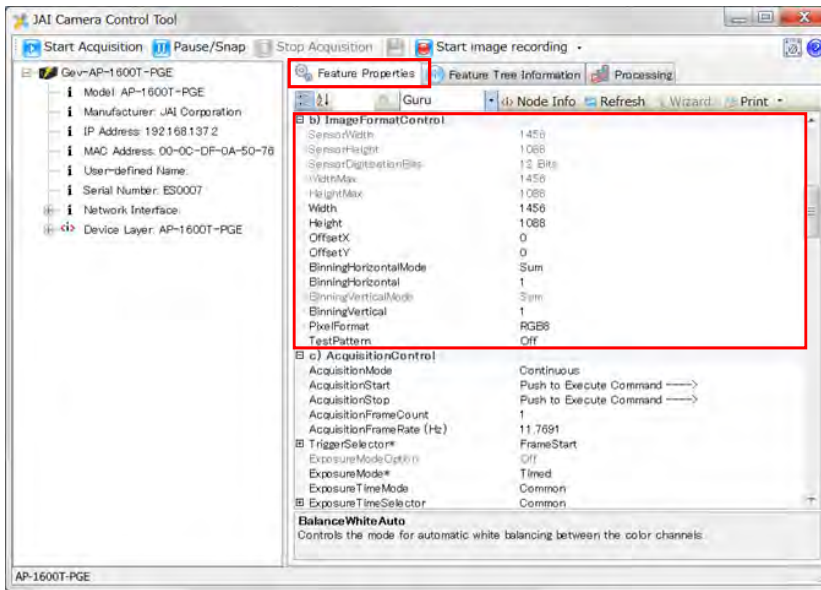 JAI Camera Control Tool
Start Acquisition Pause/Snap Stop Acquisition Start image recording
Gev-AP-1600T-PGE
Model: AP-1600T-PGE
Manufacturer: JAI Corporation
IP Address: 192.168.137.2
MAC Address: 00-0C-DF-0A-50-76
User-defined Name:
Serial Number: ES0007
Network Interface
Device Layer: AP-1600T-PGE
Feature Properties Feature Tree Information Processing
Guru Node Info Refresh Wizard Print
b) ImageFormatControl
SensorWidth 1456
SensorHeight 1088
SensorDigitizationBits 12 Bits
WidthMax 1456
HeightMax 1088
Width 1456
Height 1088
OffsetX 0
OffsetY 0
BinningHorizontalMode Sum
BinningHorizontal 1
BinningVerticalMode Sum
BinningVertical 1
PixelFormat RGB8
TestPattern Off
c) AcquisitionControl
AcquisitionMode Continuous
AcquisitionStart Push to Execute Command ---->
AcquisitionStop Push to Execute Command ---->
AcquisitionFrameCount 1
AcquisitionFrameRate (Hz) 11.7691
TriggerSelector* FrameStart
ExposureModeOption Off
ExposureMode* Timed
ExposureTimeMode Common
ExposureTimeSelector Common
BalanceWhiteAuto
Controls the mode for automatic white balancing between the color channels.
AP-1600T-PGE